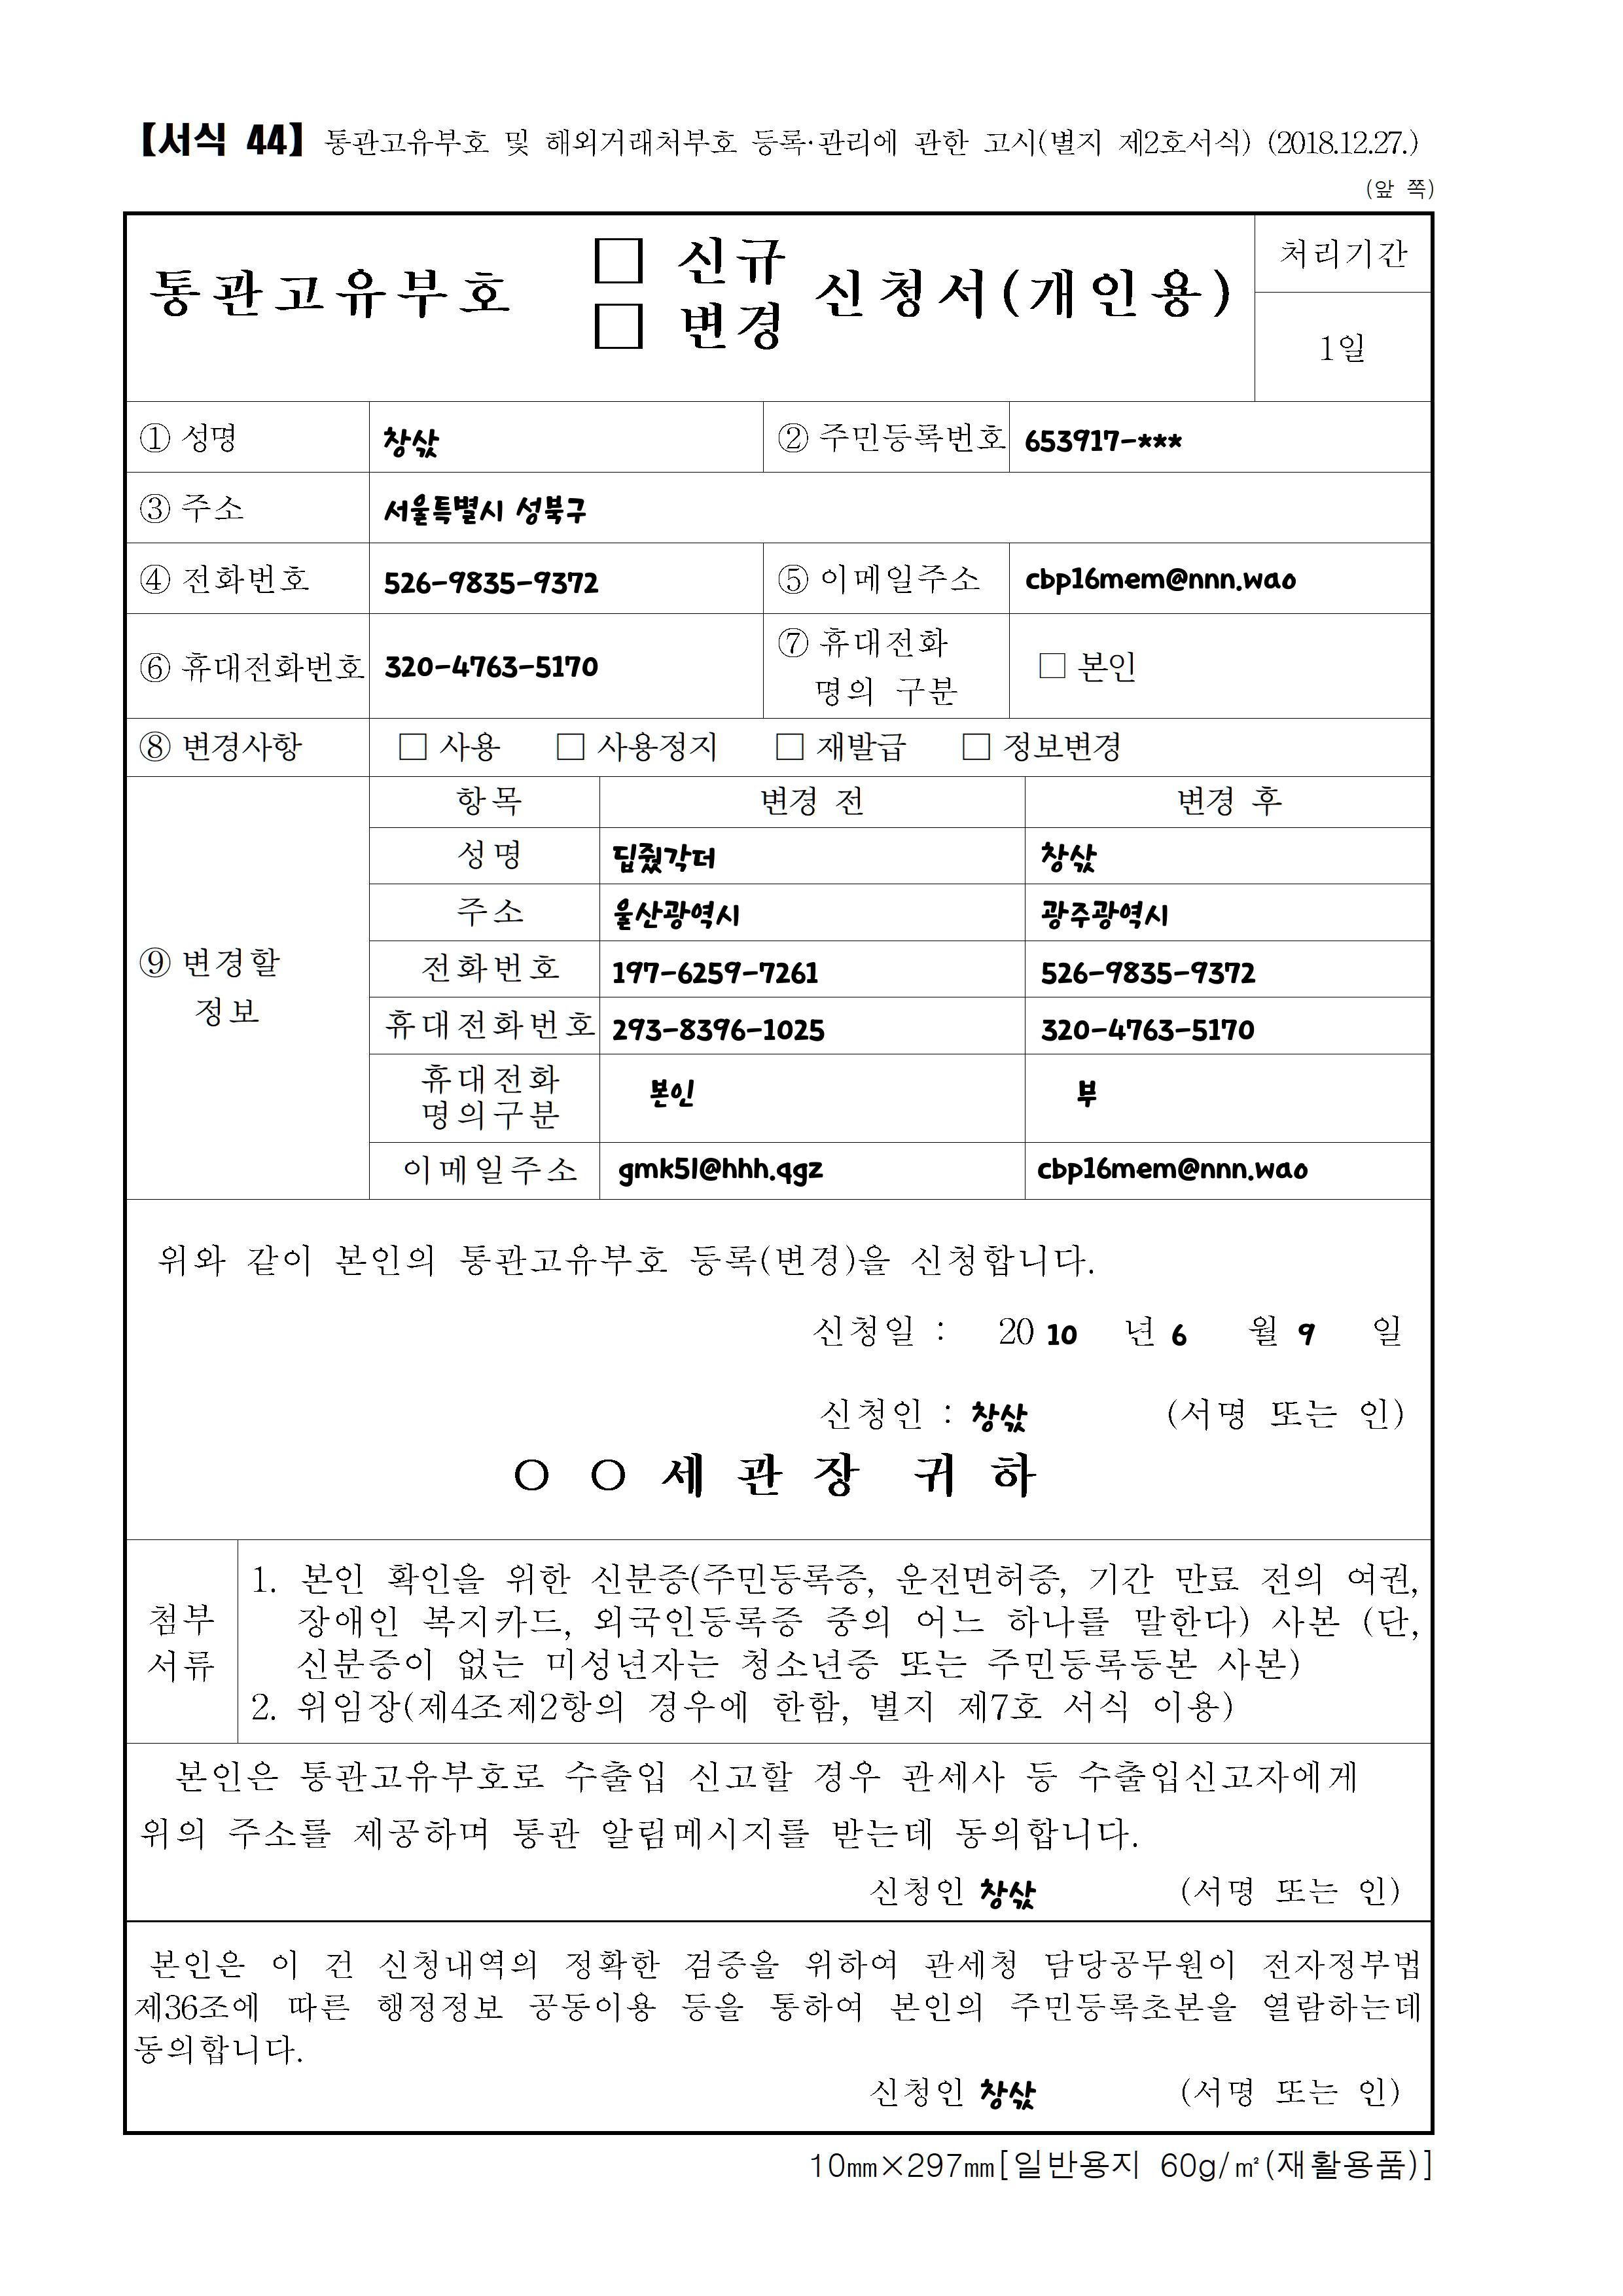 【서식 44】 통관고유부호 및 해외거래처부호 등록·관리에 관한 고시(별지 제2호서식) (2018.12.27.)
(앞 쪽)
통관고유부호 □ 신규 □ 변경 신청서(개인용)
처리기간
1일
① 성명 창삯 ② 주민등록번호 653917-***
③ 주소 서울특별시 성북구
④ 전화번호 526-9835-9372 ⑤ 이메일주소 cbp16mem@nnn.wao
⑥ 휴대전화번호 320-4763-5170 ⑦ 휴대전화 명의 구분 □ 본인
⑧ 변경사항 □ 사용 □ 사용정지 □ 재발급 □ 정보변경
⑨ 변경할 정보
항목 변경 전 변경 후
성명 딥줬각더 창삯
주소 울산광역시 광주광역시
전화번호 197-6259-7261 526-9835-9372
휴대전화번호 293-8396-1025 320-4763-5170
휴대전화 명의구분 본인 부
이메일주소 gmk5l@hhh.qgz cbp16mem@nnn.wao
위와 같이 본인의 통관고유부호 등록(변경)을 신청합니다.
신청일 : 20 10 년 6 월 9 일
신청인 : 창삯 (서명 또는 인)
○ ○ 세 관 장 귀 하
첨부 서류
1. 본인 확인을 위한 신분증(주민등록증, 운전면허증, 기간 만료 전의 여권,
장애인 복지카드, 외국인등록증 중의 어느 하나를 말한다) 사본 (단,
신분증이 없는 미성년자는 청소년증 또는 주민등록등본 사본)
2. 위임장(제4조제2항의 경우에 한함, 별지 제7호 서식 이용)
본인은 통관고유부호로 수출입 신고할 경우 관세사 등 수출입신고자에게
위의 주소를 제공하며 통관 알림메시지를 받는데 동의합니다.
신청인 창삯 (서명 또는 인)
본인은 이 건 신청내역의 정확한 검증을 위하여 관세청 담당공무원이 전자정부법
제36조에 따른 행정정보 공동이용 등을 통하여 본인의 주민등록초본을 열람하는데
동의합니다.
신청인 창삯 (서명 또는 인)
10㎜×297㎜[일반용지 60g/㎡(재활용품)]